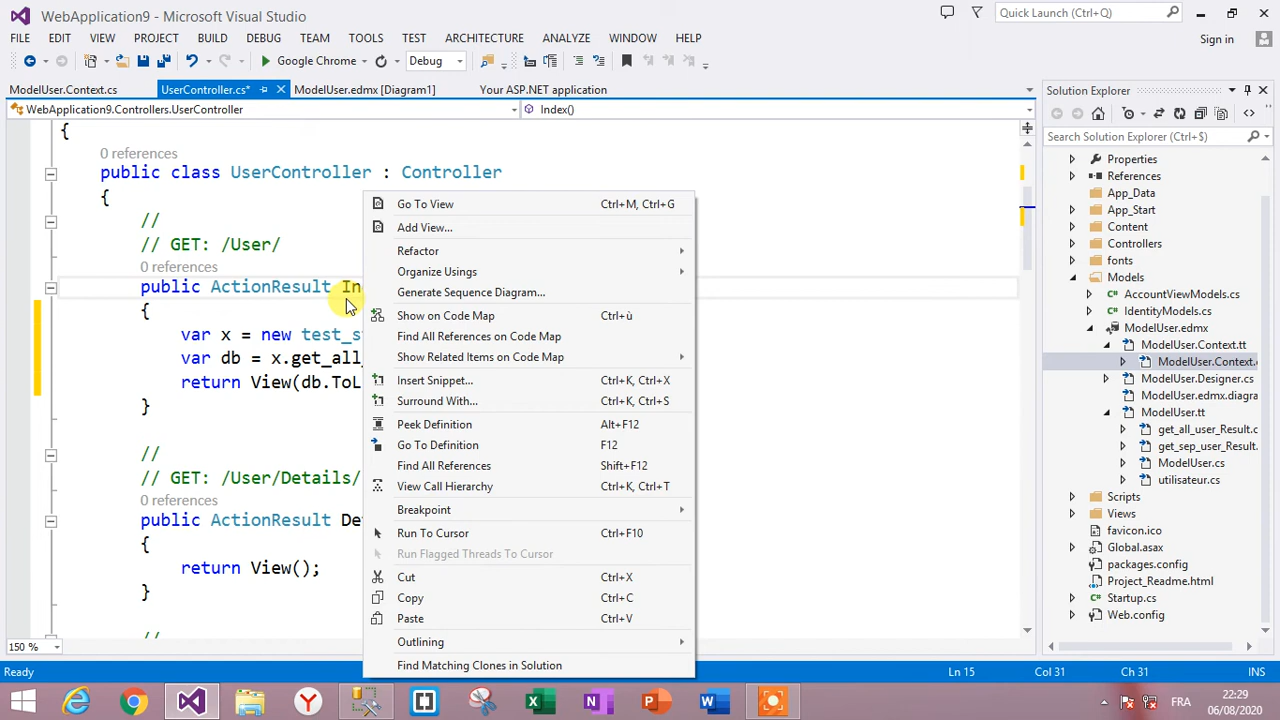 WebApplication9 - Microsoft Visual Studio
Quick Launch (Ctrl+Q)
FILE EDIT VIEW PROJECT BUILD DEBUG TEAM TOOLS TEST ARCHITECTURE ANALYZE WINDOW HELP
Sign in
Google Chrome
Debug
ModelUser.Context.cs
UserController.cs*
ModelUser.edmx [Diagram1]
Your ASP.NET application
WebApplication9.Controllers.UserController
Index()
{
0 references
public class UserController : Controller
{
//
// GET: /User/
0 references
public ActionResult In
{
var x = new test_s
var db = x.get_all_
return View(db.ToL
}
//
// GET: /User/Details/
0 references
public ActionResult De
{
return View();
}
//
150 %
Go To View Ctrl+M, Ctrl+G
Add View...
Refactor
Organize Usings
Generate Sequence Diagram...
Show on Code Map Ctrl+ù
Find All References on Code Map
Show Related Items on Code Map
Insert Snippet... Ctrl+K, Ctrl+X
Surround With... Ctrl+K, Ctrl+S
Peek Definition Alt+F12
Go To Definition F12
Find All References Shift+F12
View Call Hierarchy Ctrl+K, Ctrl+T
Breakpoint
Run To Cursor Ctrl+F10
Run Flagged Threads To Cursor
Cut Ctrl+X
Copy Ctrl+C
Paste Ctrl+V
Outlining
Find Matching Clones in Solution
Solution Explorer
Search Solution Explorer (Ctrl+$)
Properties
References
App_Data
App_Start
Content
Controllers
fonts
Models
AccountViewModels.cs
IdentityModels.cs
ModelUser.edmx
ModelUser.Context.tt
ModelUser.Context.
ModelUser.Designer.cs
ModelUser.edmx.diagra
ModelUser.tt
get_all_user_Result.
get_sep_user_Result.
ModelUser.cs
utilisateur.cs
Scripts
Views
favicon.ico
Global.asax
packages.config
Project_Readme.html
Startup.cs
Web.config
Ready
Ln 15 Col 31 Ch 31 INS
FRA
22:29
06/08/2020